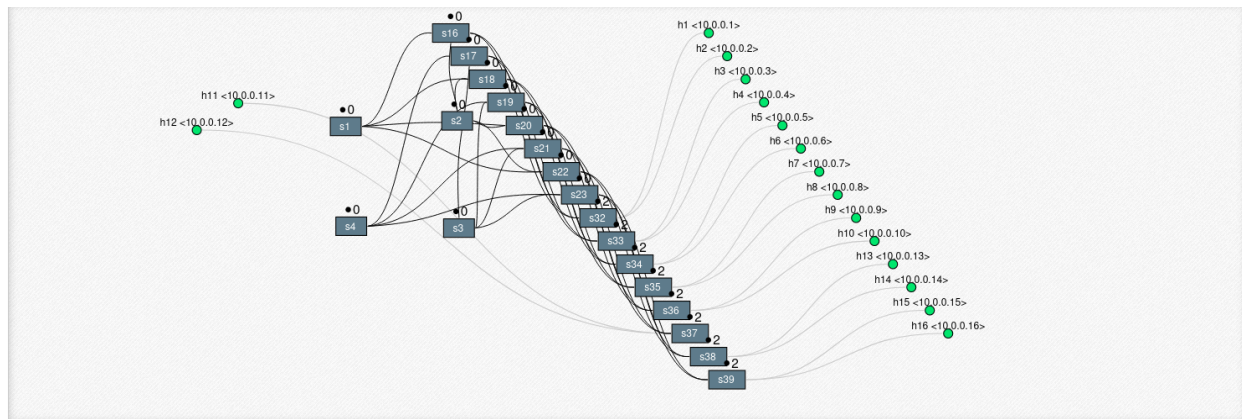 0
s16
0
s17
0
s18
0
s19
0
s20
0
s21
0
s22
0
s23
2
s32
2
s33
2
s34
2
s35
2
s36
2
s37
2
s38
2
s39
0
s1
0
s2
0
s4
0
s3
h11 <10.0.0.11>
h12 <10.0.0.12>
h1 <10.0.0.1>
h2 <10.0.0.2>
h3 <10.0.0.3>
h4 <10.0.0.4>
h5 <10.0.0.5>
h6 <10.0.0.6>
h7 <10.0.0.7>
h8 <10.0.0.8>
h9 <10.0.0.9>
h10 <10.0.0.10>
h13 <10.0.0.13>
h14 <10.0.0.14>
h15 <10.0.0.15>
h16 <10.0.0.16>